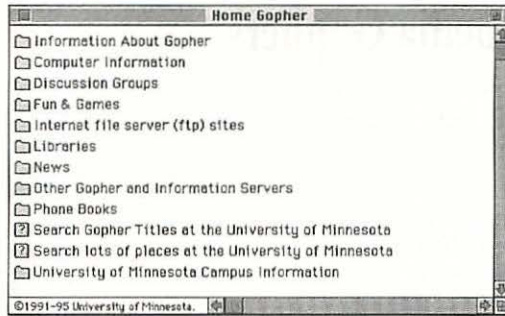 Home Gopher
Information About Gopher
Computer Information
Discussion Groups
Fun & Games
Internet file server (ftp) sites
Libraries
News
Other Gopher and Information Servers
Phone Books
Search Gopher Titles at the University of Minnesota
Search lots of places at the University of Minnesota
University of Minnesota Campus Information
©1991-95 University of Minnesota.